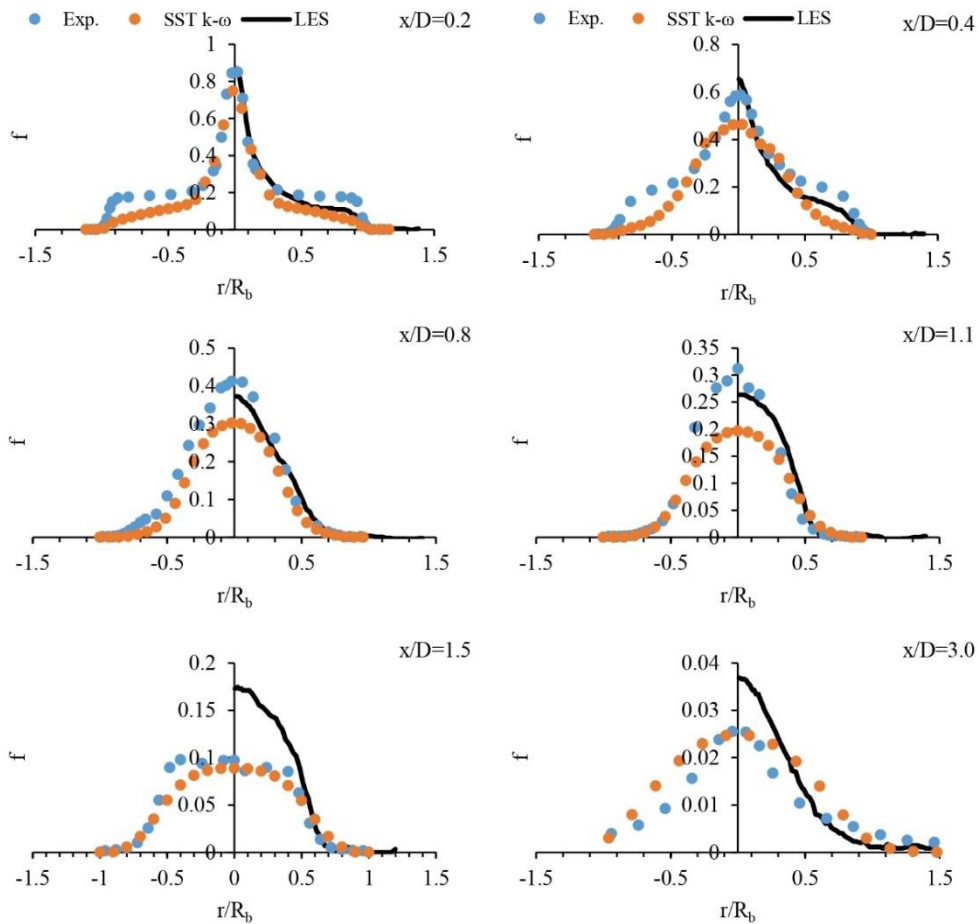 Exp. SST k-ω LES x/D=0.2
1
0.8
0.6
0.4
0.2
0
f
-1.5 -0.5 0.5 1.5
r/Rb
Exp. SST k-ω LES x/D=0.4
0.8
0.6
0.4
0.2
0
f
-1.5 -0.5 0.5 1.5
r/Rb
x/D=0.8
0.5
0.4
0.3
0.2
0.1
0
f
-1.5 -0.5 0.5 1.5
r/Rb
x/D=1.1
0.35
0.3
0.25
0.2
0.15
0.1
0.05
0
f
-1.5 -0.5 0.5 1.5
r/Rb
x/D=1.5
0.2
0.15
0.1
0.05
0
f
-1.5 -1 -0.5 0 0.5 1 1.5
r/Rb
x/D=3.0
0.04
0.03
0.02
0.01
0
f
-1.5 -0.5 0.5 1.5
r/Rb